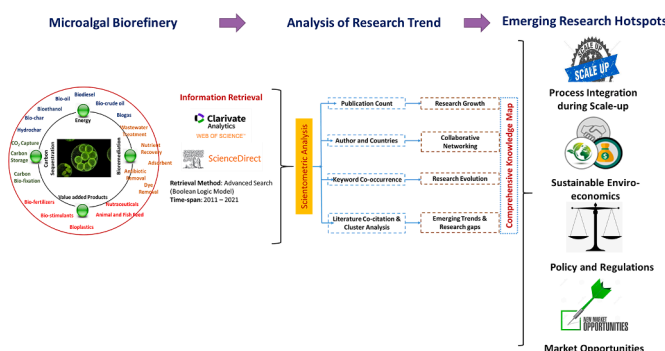 Microalgal Biorefinery
Analysis of Research Trend
Emerging Research Hotspots
Biodiesel
Bio-oil
Bio-crude oil
Bioethanol
Biogas
Bio-char
Energy
Hydrochar
Wastewater
Treatment
CO2 Capture
Carbon
Storage
Nutrient
Recovery
Carbon
Sequestration
Bioremediation
Adsorbent
Carbon
Bio-fixation
Antibiotic
Removal
Dye
Removal
Value added Products
Bio-fertilizers
Nutraceuticals
Bio-stimulants
Animal and Fish Feed
Bioplastics
Information Retrieval
Clarivate
Analytics
WEB OF SCIENCE™
ScienceDirect
Retrieval Method: Advanced Search
(Boolean Logic Model)
Time-span: 2011 – 2021
Scientometric Analysis
Publication Count
Research Growth
Author and Countries
Collaborative
Networking
Keyword Co-occurrence
Research Evolution
Literature Co-citation &
Cluster Analysis
Emerging Trends &
Research gaps
Comprehensive Knowledge Map
SCALE UP
SCALE UP
Process Integration
during Scale-up
Sustainable Enviro-
economics
Policy and Regulations
NEW MARKET
OPPORTUNITIES
Market Opportunities